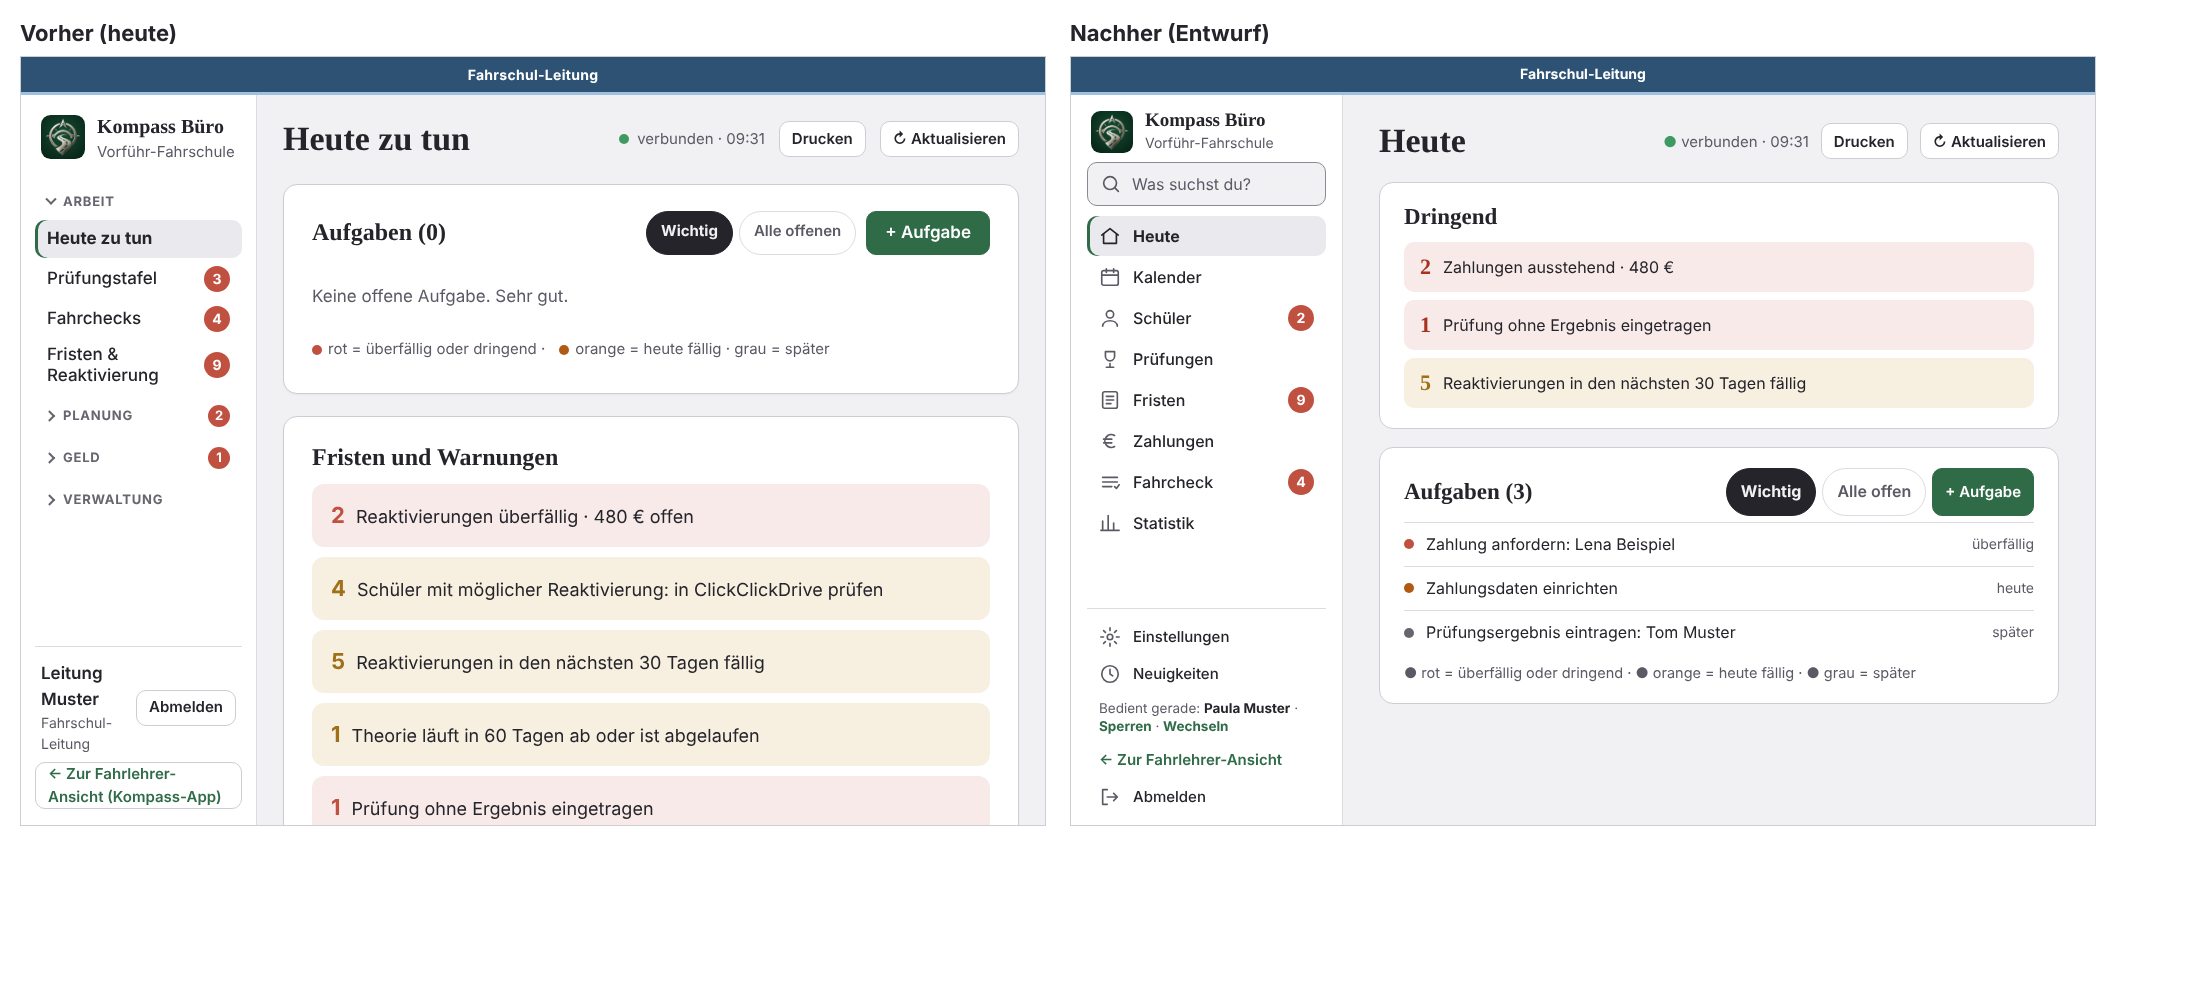 Vorher (heute)
Fahrschul-Leitung
Kompass Büro
Vorführ-Fahrschule
ARBEIT
Heute zu tun
Prüfungstafel 3
Fahrchecks 4
Fristen &
Reaktivierung 9
PLANUNG 2
GELD 1
VERWALTUNG
Leitung
Muster
Fahrschul-
Leitung
Abmelden
← Zur Fahrlehrer-
Ansicht (Kompass-App)
Heute zu tun
verbunden · 09:31
Drucken
↻ Aktualisieren
Aufgaben (0)
Wichtig
Alle offenen
+ Aufgabe
Keine offene Aufgabe. Sehr gut.
rot = überfällig oder dringend · orange = heute fällig · grau = später
Fristen und Warnungen
2 Reaktivierungen überfällig · 480 € offen
4 Schüler mit möglicher Reaktivierung: in ClickClickDrive prüfen
5 Reaktivierungen in den nächsten 30 Tagen fällig
1 Theorie läuft in 60 Tagen ab oder ist abgelaufen
1 Prüfung ohne Ergebnis eingetragen
Nachher (Entwurf)
Fahrschul-Leitung
Kompass Büro
Vorführ-Fahrschule
Was suchst du?
Heute
Kalender
Schüler 2
Prüfungen
Fristen 9
Zahlungen
Fahrcheck 4
Statistik
Einstellungen
Neuigkeiten
Bedient gerade: Paula Muster ·
Sperren · Wechseln
← Zur Fahrlehrer-Ansicht
Abmelden
Heute
verbunden · 09:31
Drucken
↻ Aktualisieren
Dringend
2 Zahlungen ausstehend · 480 €
1 Prüfung ohne Ergebnis eingetragen
5 Reaktivierungen in den nächsten 30 Tagen fällig
Aufgaben (3)
Wichtig
Alle offen
+ Aufgabe
Zahlung anfordern: Lena Beispiel überfällig
Zahlungsdaten einrichten heute
Prüfungsergebnis eintragen: Tom Muster später
rot = überfällig oder dringend · orange = heute fällig · grau = später